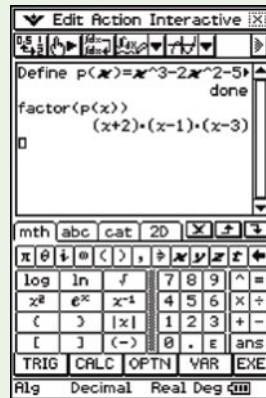 Edit Action Interactive
Define p(x)=x^3-2x^2-5
done
factor(p(x))
(x+2)·(x-1)·(x-3)
mth abc cat 2D
π θ i ∞ ( ) , ⇒ x y z t
log ln √ 7 8 9 ^ =
x² eˣ x⁻¹ 4 5 6 × ÷
( ) |x| 1 2 3 + -
[ ] (-) 0 . E ans
TRIG CALC OPTN VAR EXE
Alg Decimal Real Deg